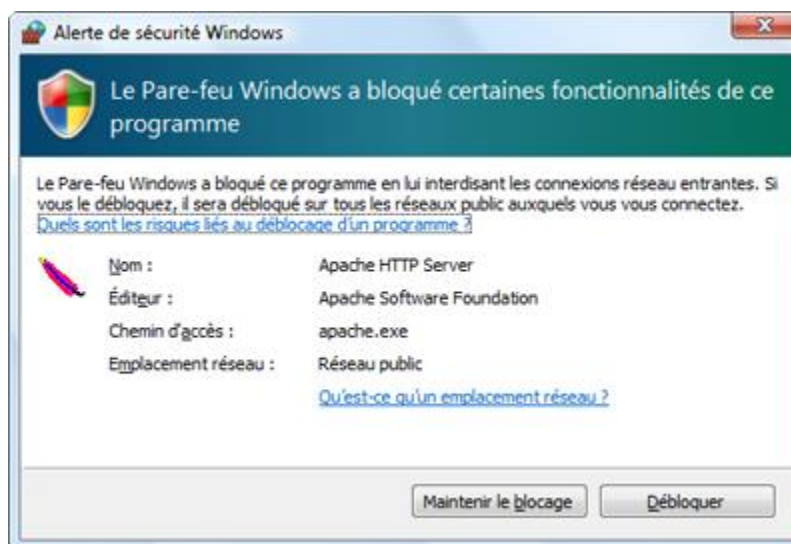 Alerte de sécurité Windows
Le Pare-feu Windows a bloqué certaines fonctionnalités de ce
programme
Le Pare-feu Windows a bloqué ce programme en lui interdisant les connexions réseau entrantes. Si
vous le débloquez, il sera débloqué sur tous les réseaux public auxquels vous vous connectez.
Quels sont les risques liés au déblocage d'un programme ?
Nom : Apache HTTP Server
Éditeur : Apache Software Foundation
Chemin d'accès : apache.exe
Emplacement réseau : Réseau public
Qu'est-ce qu'un emplacement réseau ?
Maintenir le blocage Débloquer